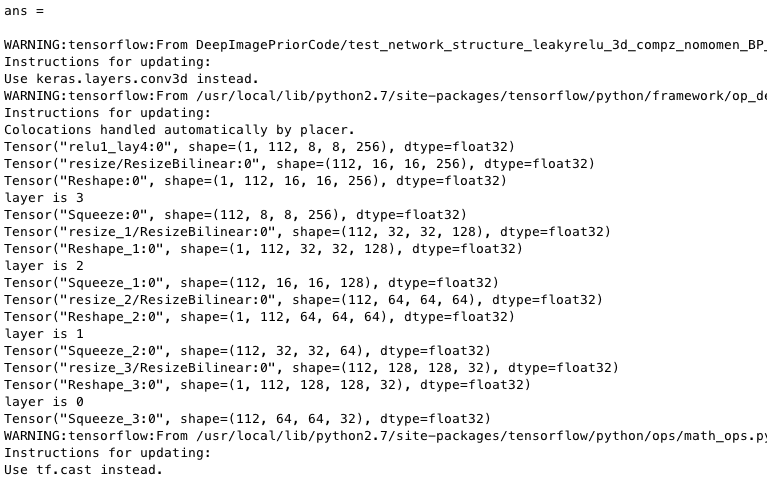 ans =
WARNING:tensorflow:From DeepImagePriorCode/test_network_structure_leakyrelu_3d_compz_nomomen_BP_
Instructions for updating:
Use keras.layers.conv3d instead.
WARNING:tensorflow:From /usr/local/lib/python2.7/site-packages/tensorflow/python/framework/op_de
Instructions for updating:
Colocations handled automatically by placer.
Tensor("relu1_lay4:0", shape=(1, 112, 8, 8, 256), dtype=float32)
Tensor("resize/ResizeBilinear:0", shape=(112, 16, 16, 256), dtype=float32)
Tensor("Reshape:0", shape=(1, 112, 16, 16, 256), dtype=float32)
layer is 3
Tensor("Squeeze:0", shape=(112, 8, 8, 256), dtype=float32)
Tensor("resize_1/ResizeBilinear:0", shape=(112, 32, 32, 128), dtype=float32)
Tensor("Reshape_1:0", shape=(1, 112, 32, 32, 128), dtype=float32)
layer is 2
Tensor("Squeeze_1:0", shape=(112, 16, 16, 128), dtype=float32)
Tensor("resize_2/ResizeBilinear:0", shape=(112, 64, 64, 64), dtype=float32)
Tensor("Reshape_2:0", shape=(1, 112, 64, 64, 64), dtype=float32)
layer is 1
Tensor("Squeeze_2:0", shape=(112, 32, 32, 64), dtype=float32)
Tensor("resize_3/ResizeBilinear:0", shape=(112, 128, 128, 32), dtype=float32)
Tensor("Reshape_3:0", shape=(1, 112, 128, 128, 32), dtype=float32)
layer is 0
Tensor("Squeeze_3:0", shape=(112, 64, 64, 32), dtype=float32)
WARNING:tensorflow:From /usr/local/lib/python2.7/site-packages/tensorflow/python/ops/math_ops.py
Instructions for updating:
Use tf.cast instead.